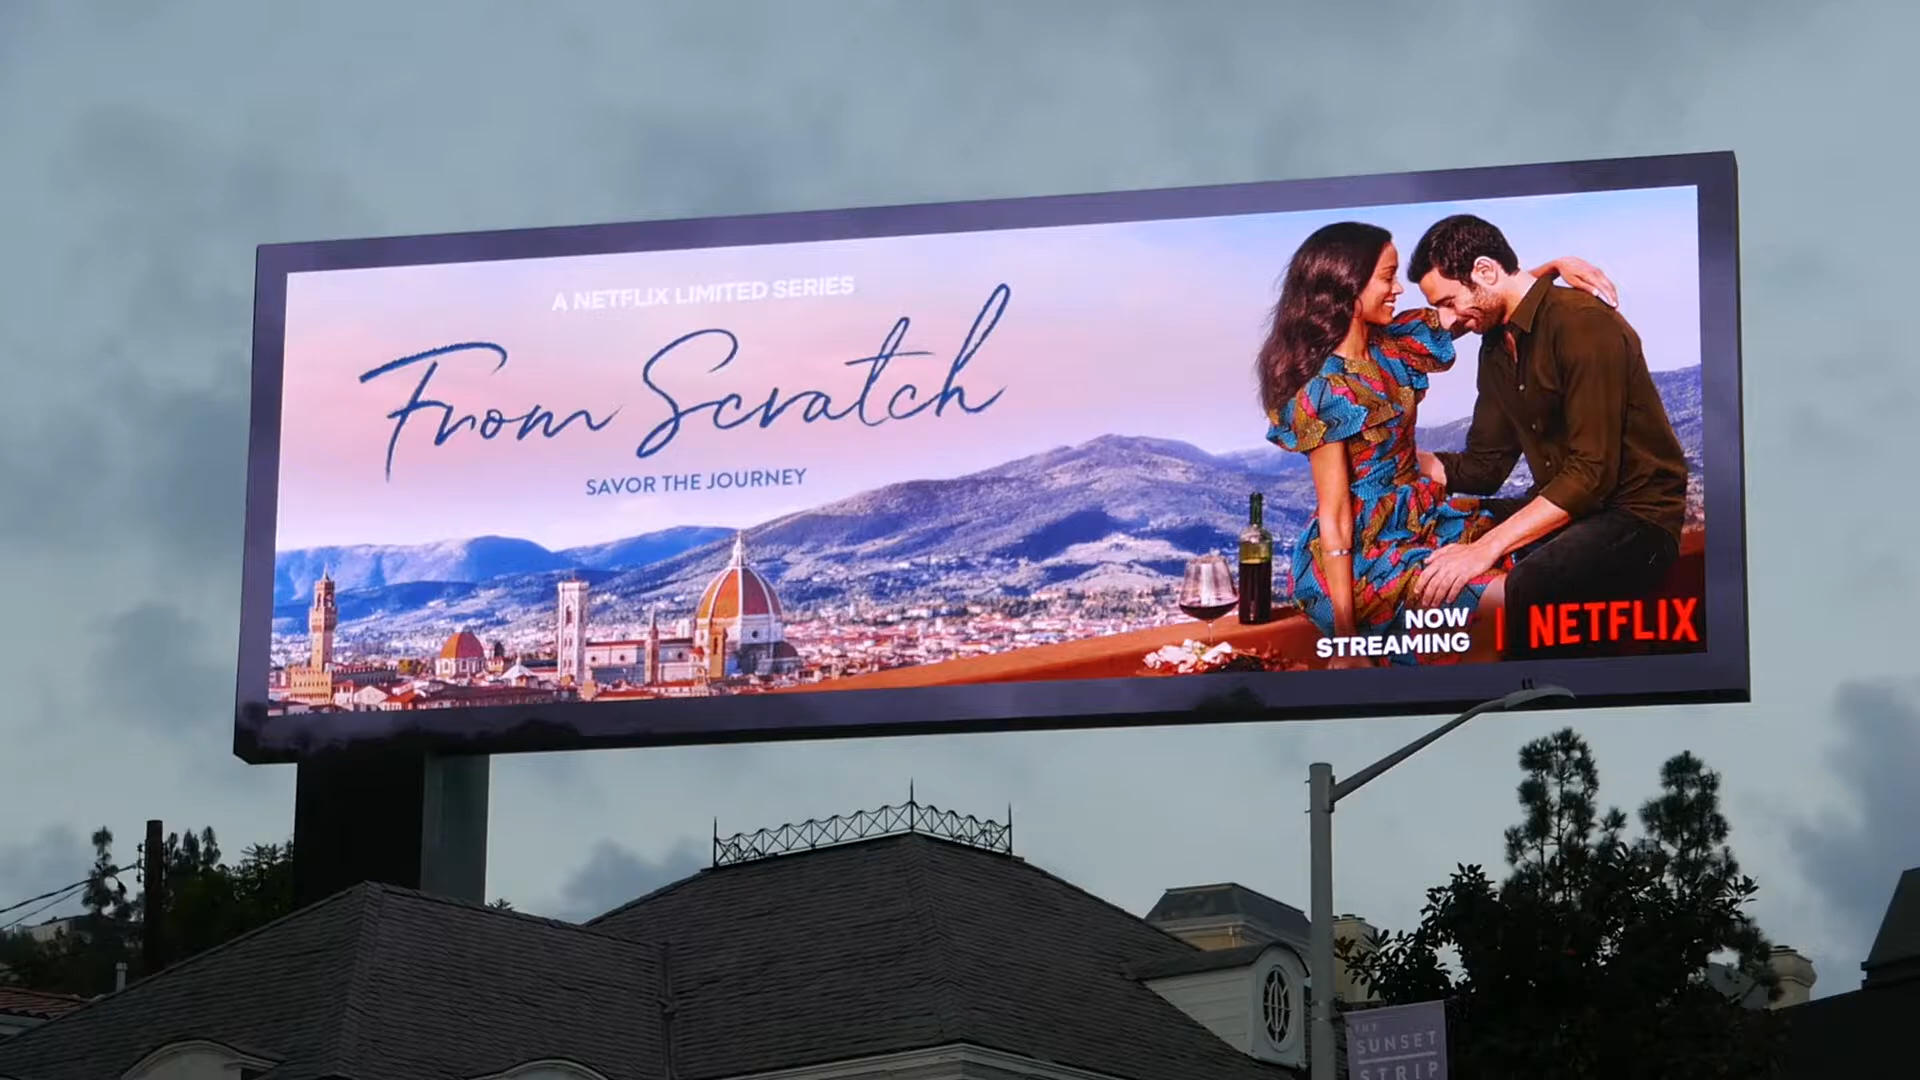 A NETFLIX LIMITED SERIES
From Scratch
SAVOR THE JOURNEY
NOW
STREAMING
NETFLIX
THE
SUNSET
STRIP